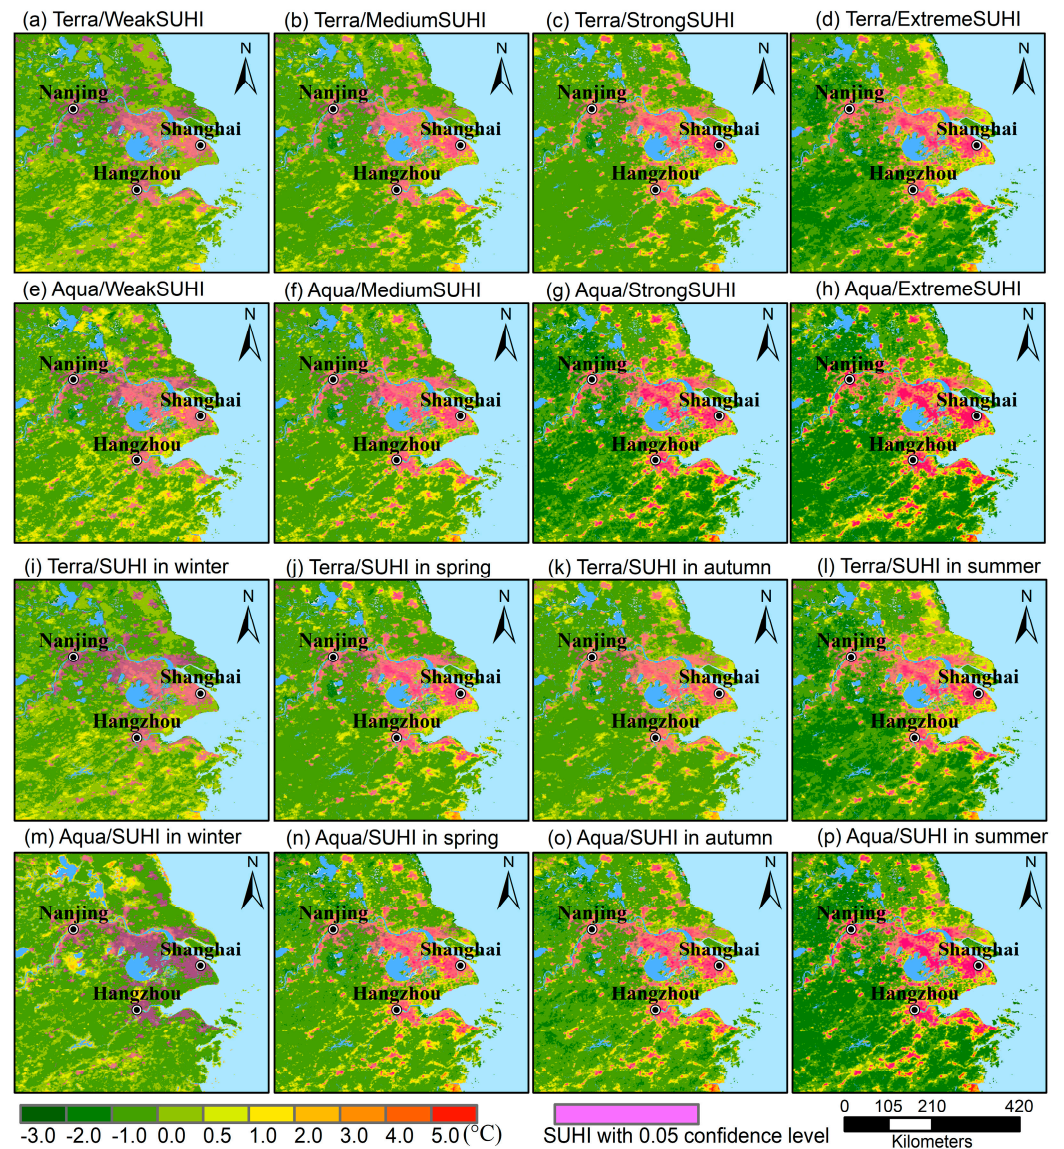 (a) Terra/WeakSUHI (b) Terra/MediumSUHI (c) Terra/StrongSUHI (d) Terra/ExtremeSUHI
N N N N
Nanjing Nanjing Nanjing Nanjing
Shanghai Shanghai Shanghai Shanghai
Hangzhou Hangzhou Hangzhou Hangzhou
(e) Aqua/WeakSUHI (f) Aqua/MediumSUHI (g) Aqua/StrongSUHI (h) Aqua/ExtremeSUHI
N N N N
Nanjing Nanjing Nanjing Nanjing
Shanghai Shanghai Shanghai Shanghai
Hangzhou Hangzhou Hangzhou Hangzhou
(i) Terra/SUHI in winter (j) Terra/SUHI in spring (k) Terra/SUHI in autumn (l) Terra/SUHI in summer
N N N N
Nanjing Nanjing Nanjing Nanjing
Shanghai Shanghai Shanghai Shanghai
Hangzhou Hangzhou Hangzhou Hangzhou
(m) Aqua/SUHI in winter (n) Aqua/SUHI in spring (o) Aqua/SUHI in autumn (p) Aqua/SUHI in summer
N N N N
Nanjing Nanjing Nanjing Nanjing
Shanghai Shanghai Shanghai Shanghai
Hangzhou Hangzhou Hangzhou Hangzhou
-3.0 -2.0 -1.0 0.0 0.5 1.0 2.0 3.0 4.0 5.0 (°C)
SUHI with 0.05 confidence level
0 105 210 420
Kilometers